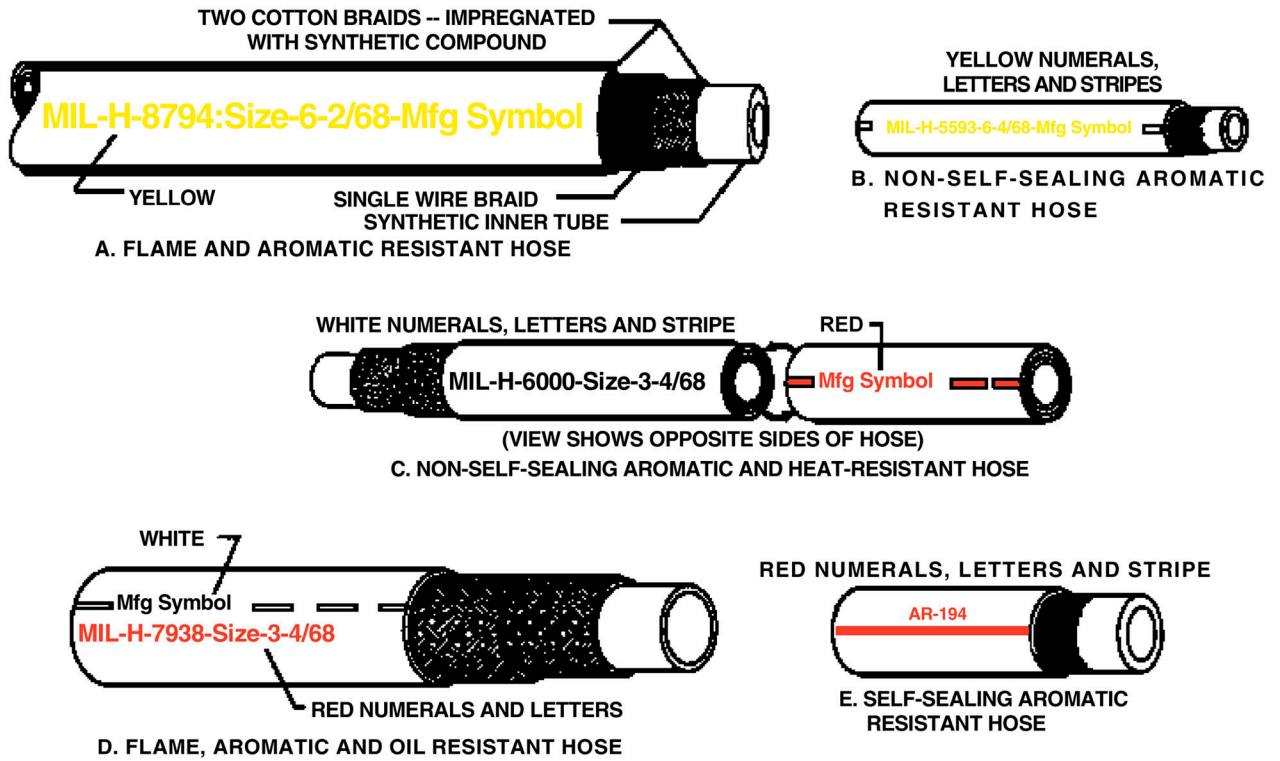 TWO COTTON BRAIDS -- IMPREGNATED
WITH SYNTHETIC COMPOUND
MIL-H-8794:Size-6-2/68-Mfg Symbol
YELLOW
SINGLE WIRE BRAID
SYNTHETIC INNER TUBE
A. FLAME AND AROMATIC RESISTANT HOSE
YELLOW NUMERALS,
LETTERS AND STRIPES
MIL-H-5593-6-4/68-Mfg Symbol
B. NON-SELF-SEALING AROMATIC
RESISTANT HOSE
WHITE NUMERALS, LETTERS AND STRIPE
RED
MIL-H-6000-Size-3-4/68
Mfg Symbol
(VIEW SHOWS OPPOSITE SIDES OF HOSE)
C. NON-SELF-SEALING AROMATIC AND HEAT-RESISTANT HOSE
WHITE
Mfg Symbol
MIL-H-7938-Size-3-4/68
RED NUMERALS AND LETTERS
D. FLAME, AROMATIC AND OIL RESISTANT HOSE
RED NUMERALS, LETTERS AND STRIPE
AR-194
E. SELF-SEALING AROMATIC
RESISTANT HOSE